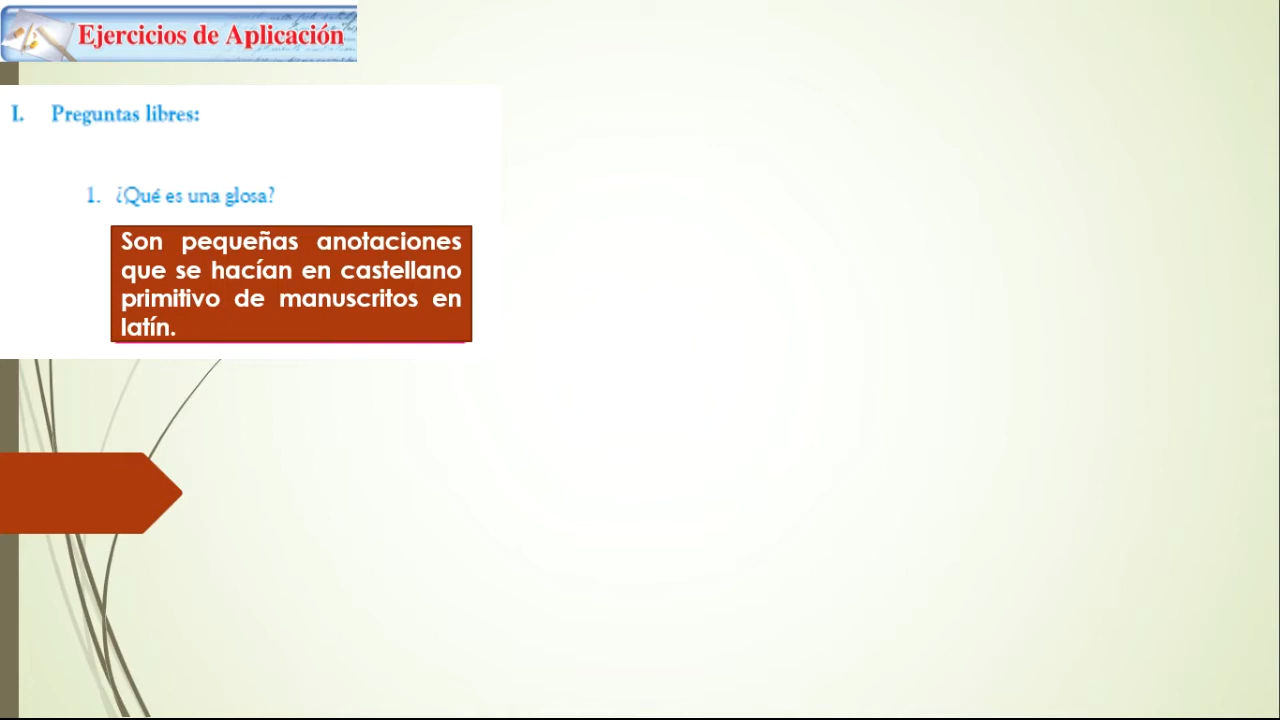 Ejercicios de Aplicación
I. Preguntas libres:
1. ¿Qué es una glosa?
Son pequeñas anotaciones
que se hacían en castellano
primitivo de manuscritos en
latín.